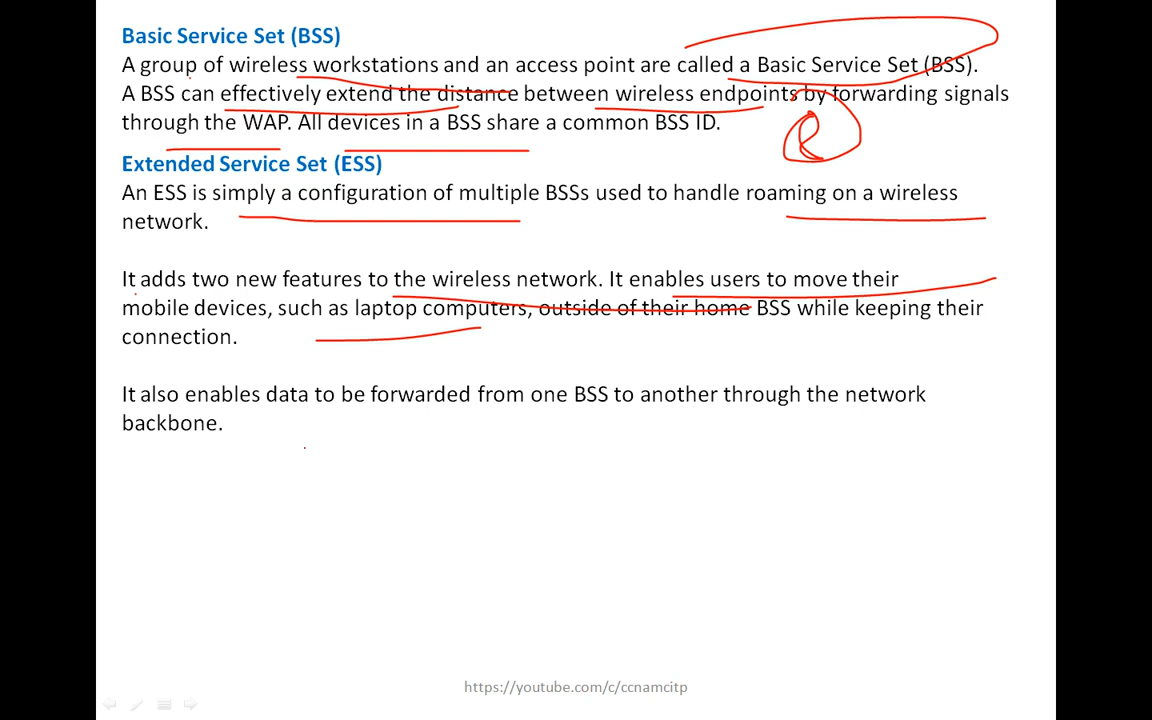 Basic Service Set (BSS)
A group of wireless workstations and an access point are called a Basic Service Set (BSS).
A BSS can effectively extend the distance between wireless endpoints by forwarding signals
through the WAP. All devices in a BSS share a common BSS ID.
Extended Service Set (ESS)
An ESS is simply a configuration of multiple BSSs used to handle roaming on a wireless
network.
It adds two new features to the wireless network. It enables users to move their
mobile devices, such as laptop computers, outside of their home BSS while keeping their
connection.
It also enables data to be forwarded from one BSS to another through the network
backbone.
https://youtube.com/c/ccnamcitp